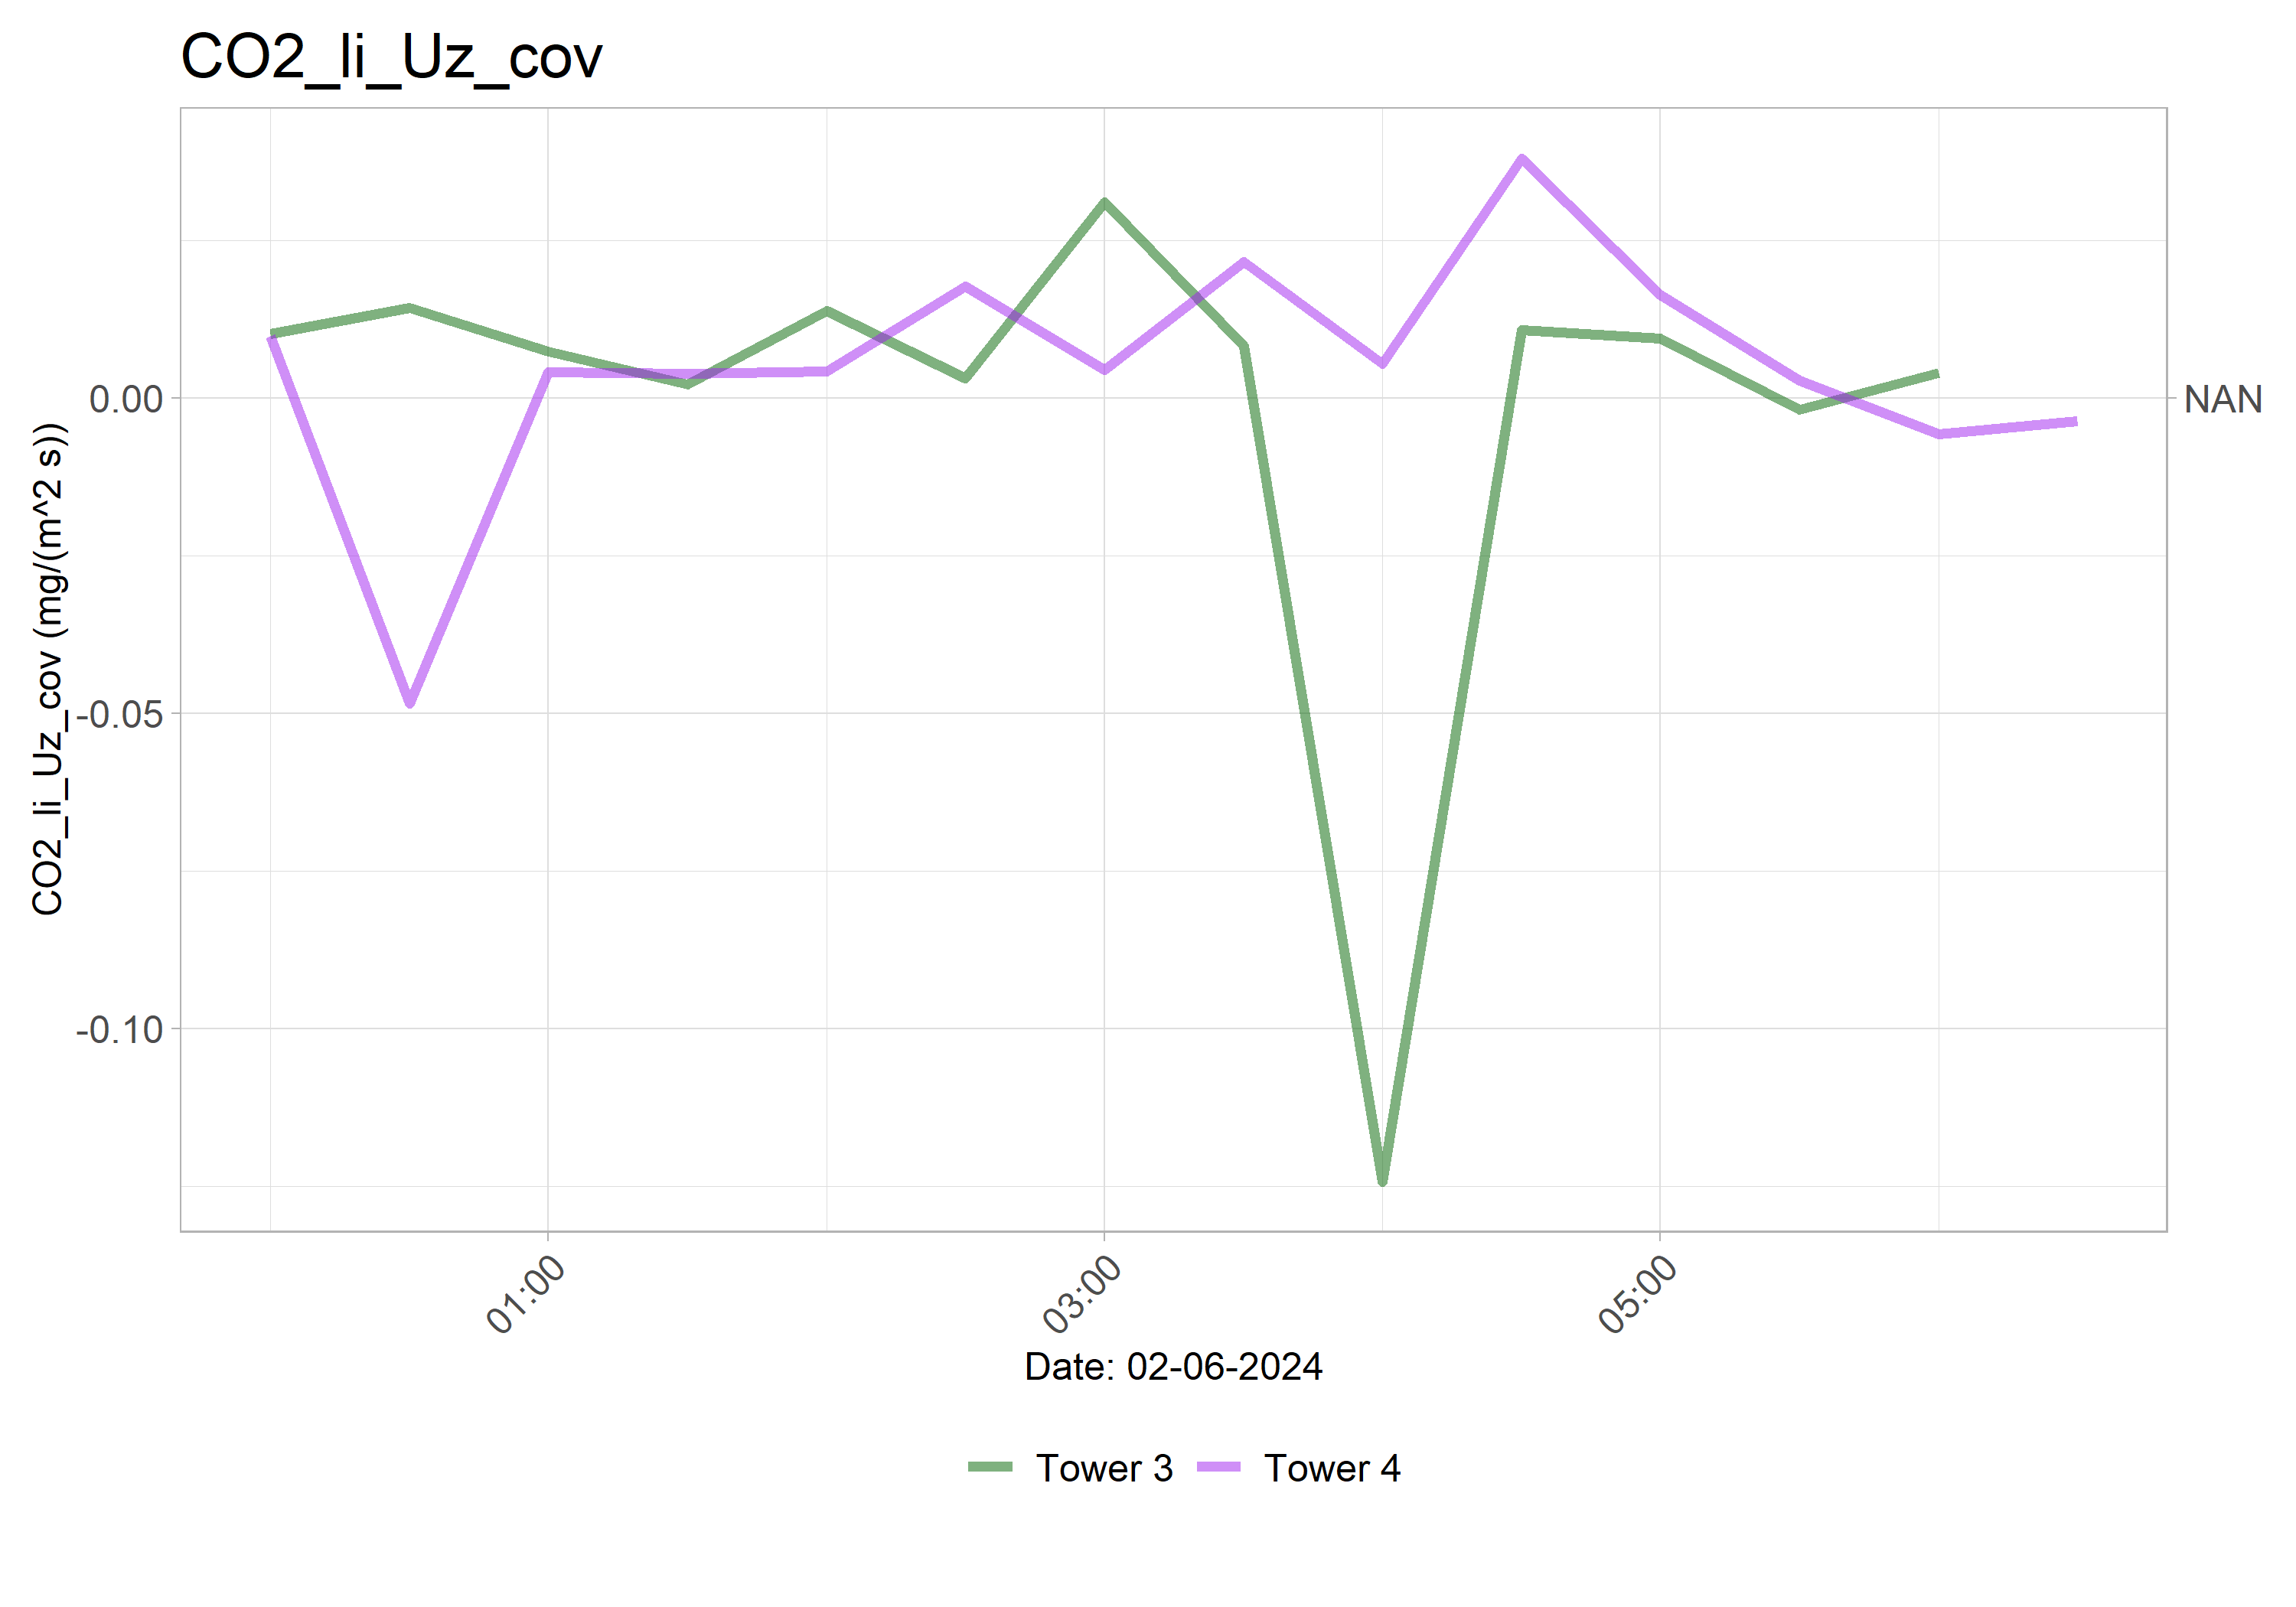 CO2_li_Uz_cov
CO2_li_Uz_cov (mg/(m^2 s))
0.00
-0.05
-0.10
NAN
01:00
03:00
05:00
Date: 02-06-2024
Tower 3
Tower 4